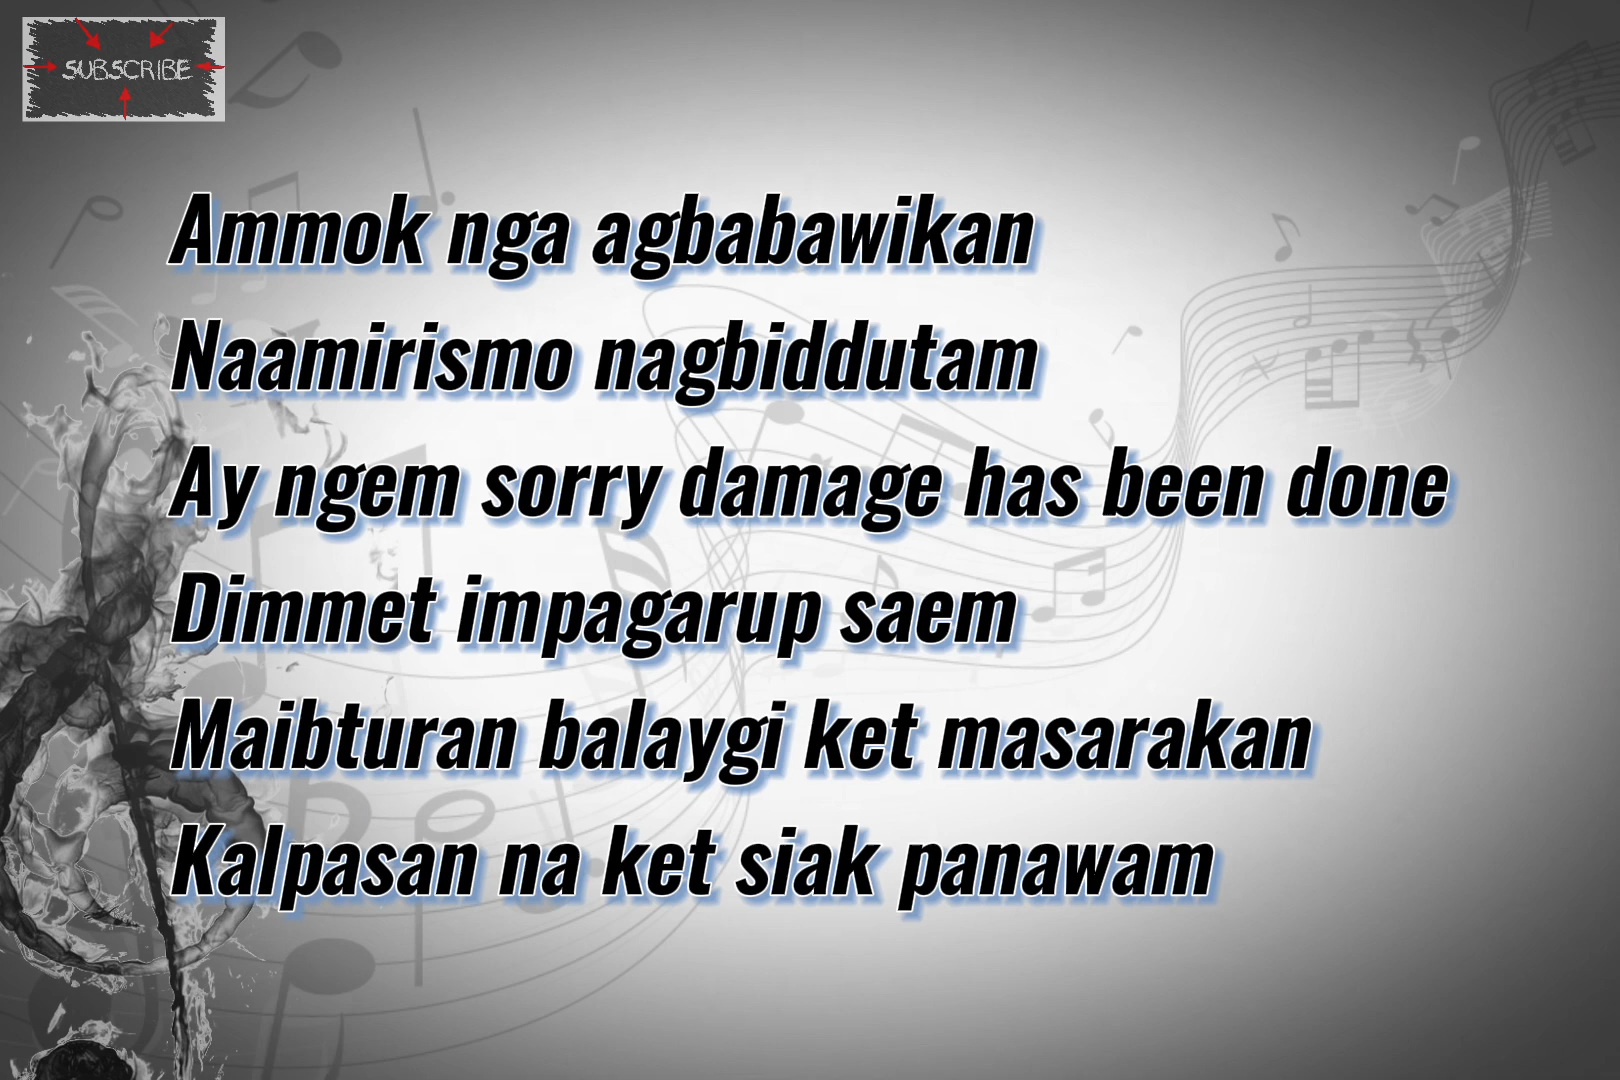 SUBSCRIBE
Ammok nga agbabawikan
Naamirismo nagbiddutam
Ay ngem sorry damage has been done
Dimmet impagarup saem
Maibturan balaygi ket masarakan
Kalpasan na ket siak panawam